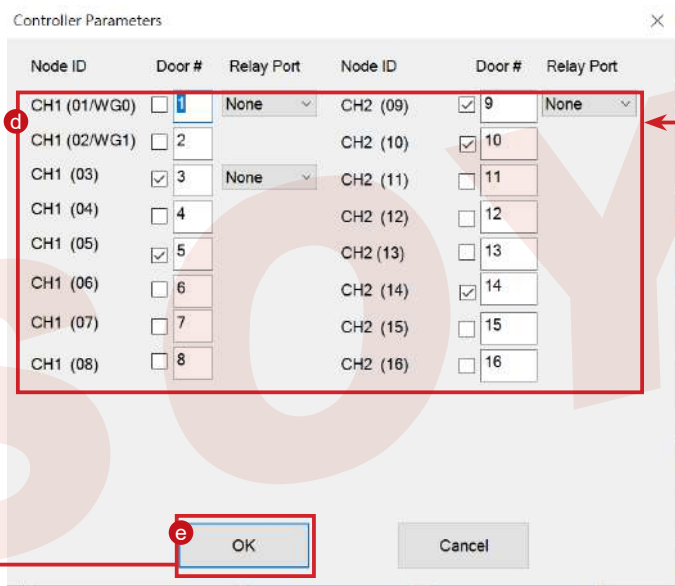 Controller Parameters
Node ID Door # Relay Port Node ID Door # Relay Port
d
CH1 (01/WG0) 1 None CH2 (09) 9 None
CH1 (02/WG1) 2 CH2 (10) 10
CH1 (03) 3 None CH2 (11) 11
CH1 (04) 4 CH2 (12) 12
CH1 (05) 5 CH2 (13) 13
CH1 (06) 6 CH2 (14) 14
CH1 (07) 7 CH2 (15) 15
CH1 (08) 8 CH2 (16) 16
SOY
e
OK Cancel